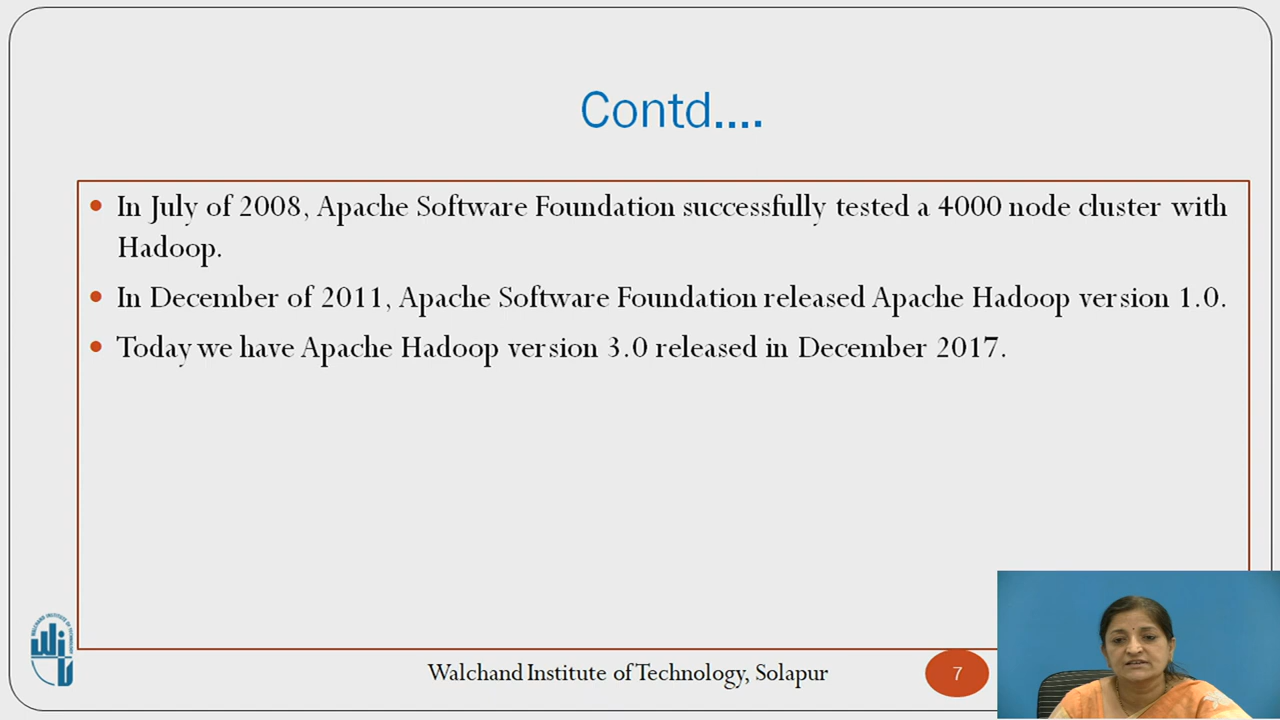 Contd....
In July of 2008, Apache Software Foundation successfully tested a 4000 node cluster with
Hadoop.
In December of 2011, Apache Software Foundation released Apache Hadoop version 1.0.
Today we have Apache Hadoop version 3.0 released in December 2017.
Walchand Institute of Technology, Solapur
7